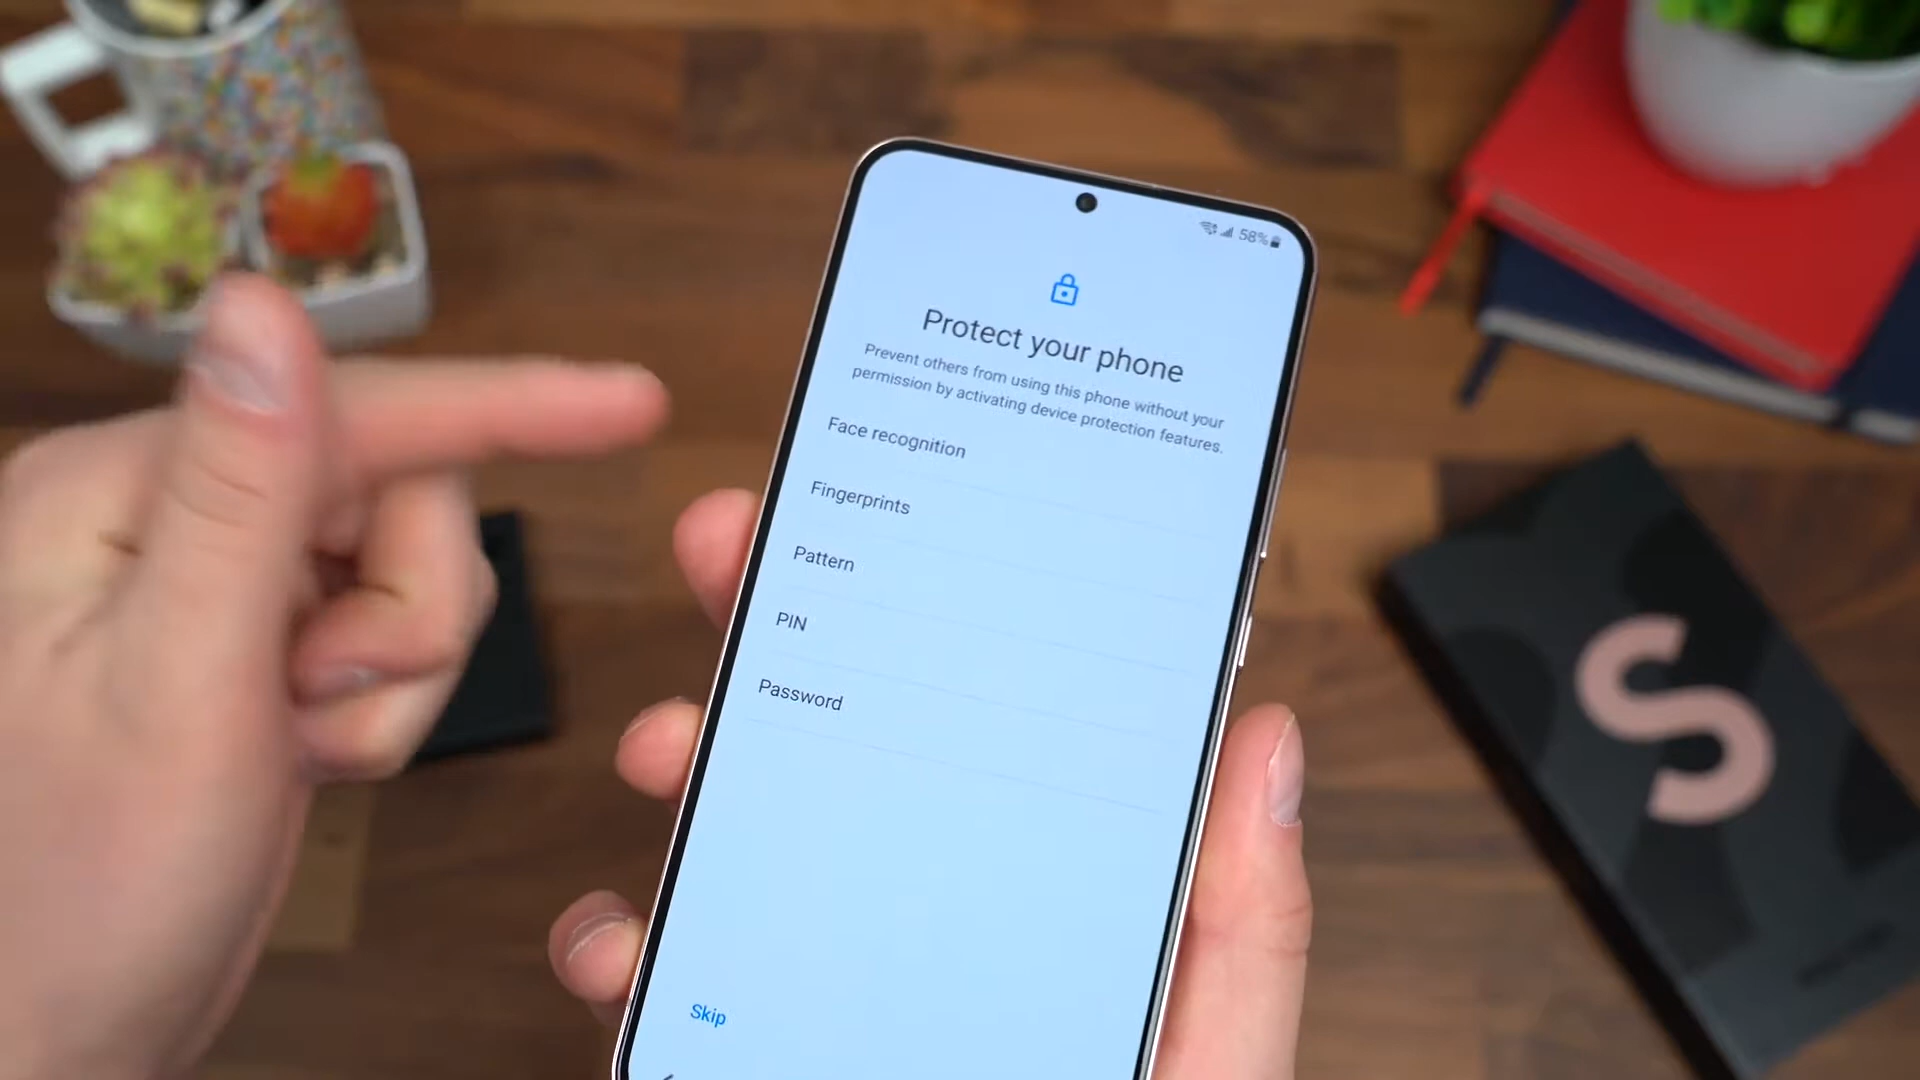 58%
Protect your phone
Prevent others from using this phone without your
permission by activating device protection features.
Face recognition
Fingerprints
Pattern
PIN
Password
Skip
S